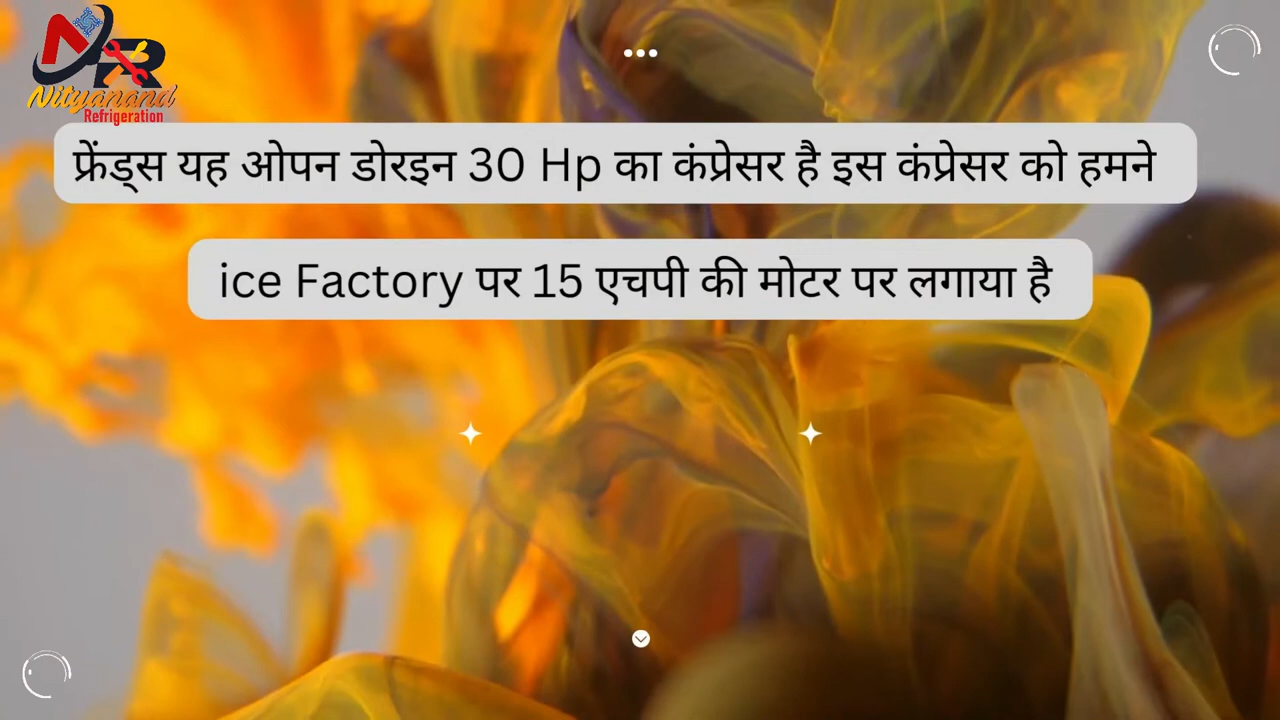 NR
Nityanand
Refrigeration
फ्रेंड्स यह ओपन डोरइन 30 Hp का कंप्रेसर है इस कंप्रेसर को हमने
ice Factory पर 15 एचपी की मोटर पर लगाया है